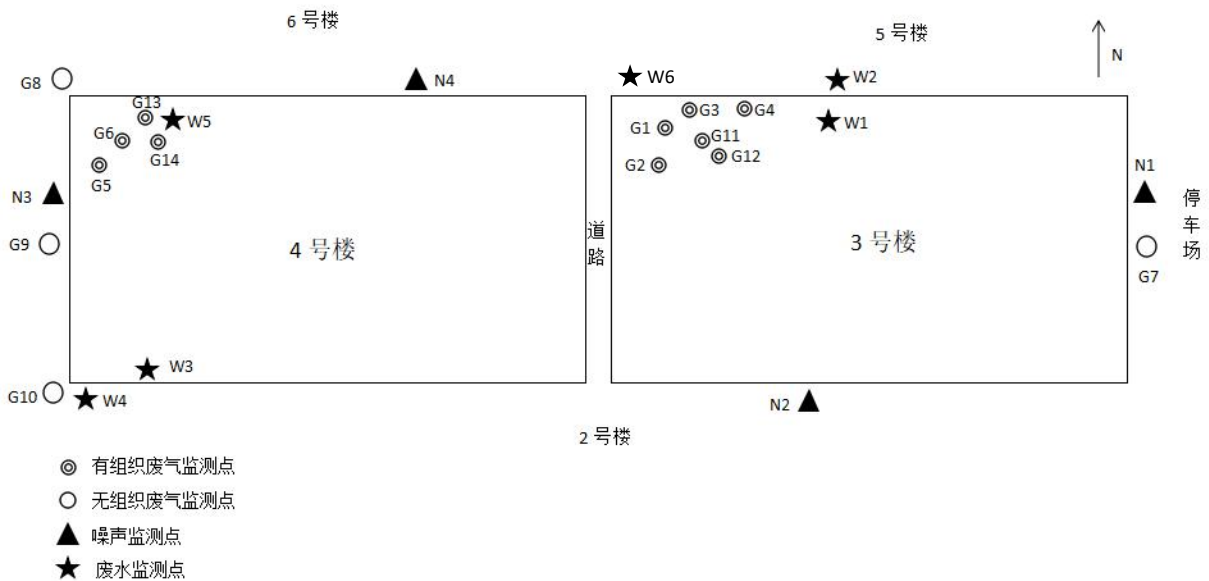 6 号楼
5 号楼
N
G8
N4
W6
W2
G13
W5
G3
G4
G6
G1
G11
W1
G14
G12
G5
G2
N1
N3
停车场
G9
4 号楼
道路
3 号楼
G7
W3
G10
W4
N2
2 号楼
有组织废气监测点
无组织废气监测点
噪声监测点
废水监测点